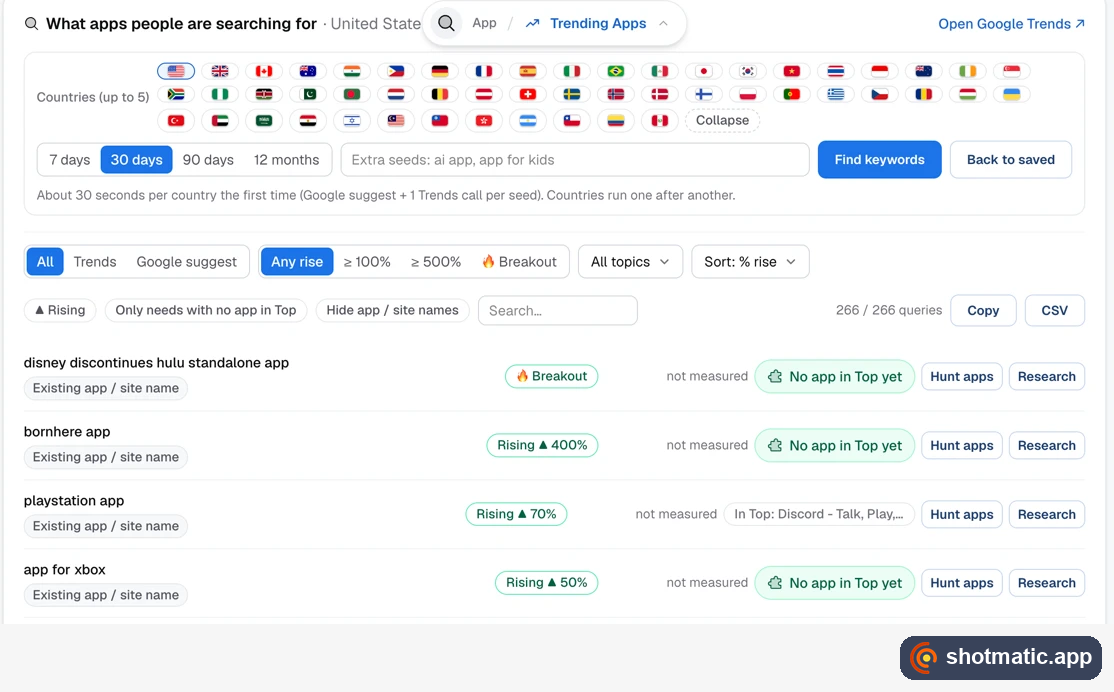 What apps people are searching for · United State
App / Trending Apps
Open Google Trends ↗
Countries (up to 5)
Collapse
7 days 30 days 90 days 12 months
Extra seeds: ai app, app for kids
Find keywords
Back to saved
About 30 seconds per country the first time (Google suggest + 1 Trends call per seed). Countries run one after another.
All Trends Google suggest
Any rise ≥ 100% ≥ 500% 🔥 Breakout
All topics
Sort: % rise
▲ Rising
Only needs with no app in Top
Hide app / site names
Search...
266 / 266 queries
Copy
CSV
disney discontinues hulu standalone app
Existing app / site name
🔥 Breakout
not measured
No app in Top yet
Hunt apps
Research
bornhere app
Existing app / site name
Rising ▲ 400%
not measured
No app in Top yet
Hunt apps
Research
playstation app
Existing app / site name
Rising ▲ 70%
not measured
In Top: Discord - Talk, Play,...
Hunt apps
Research
app for xbox
Existing app / site name
Rising ▲ 50%
not measured
No app in Top yet
Hunt apps
Research
shotmatic.app